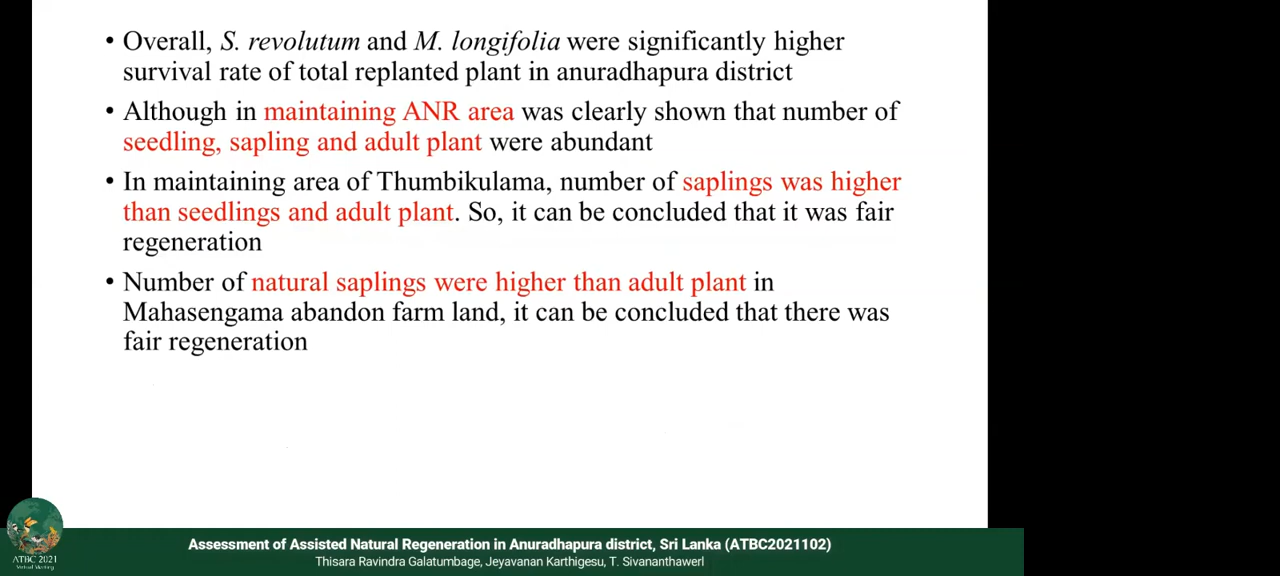 • Overall, S. revolutum and M. longifolia were significantly higher
survival rate of total replanted plant in anuradhapura district
• Although in maintaining ANR area was clearly shown that number of
seedling, sapling and adult plant were abundant
• In maintaining area of Thumbikulama, number of saplings was higher
than seedlings and adult plant. So, it can be concluded that it was fair
regeneration
• Number of natural saplings were higher than adult plant in
Mahasengama abandon farm land, it can be concluded that there was
fair regeneration
ATBC 2021
Virtual Meeting
Assessment of Assisted Natural Regeneration in Anuradhapura district, Sri Lanka (ATBC2021102)
Thisara Ravindra Galatumbage, Jeyavanan Karthigesu, T. Sivananthawerl